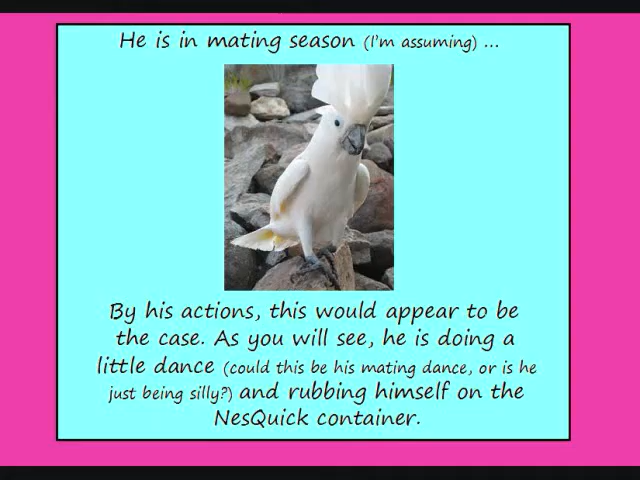 He is in mating season (I'm assuming) ...
By his actions, this would appear to be
the case. As you will see, he is doing a
little dance (could this be his mating dance, or is he
just being silly?) and rubbing himself on the
NesQuick container.